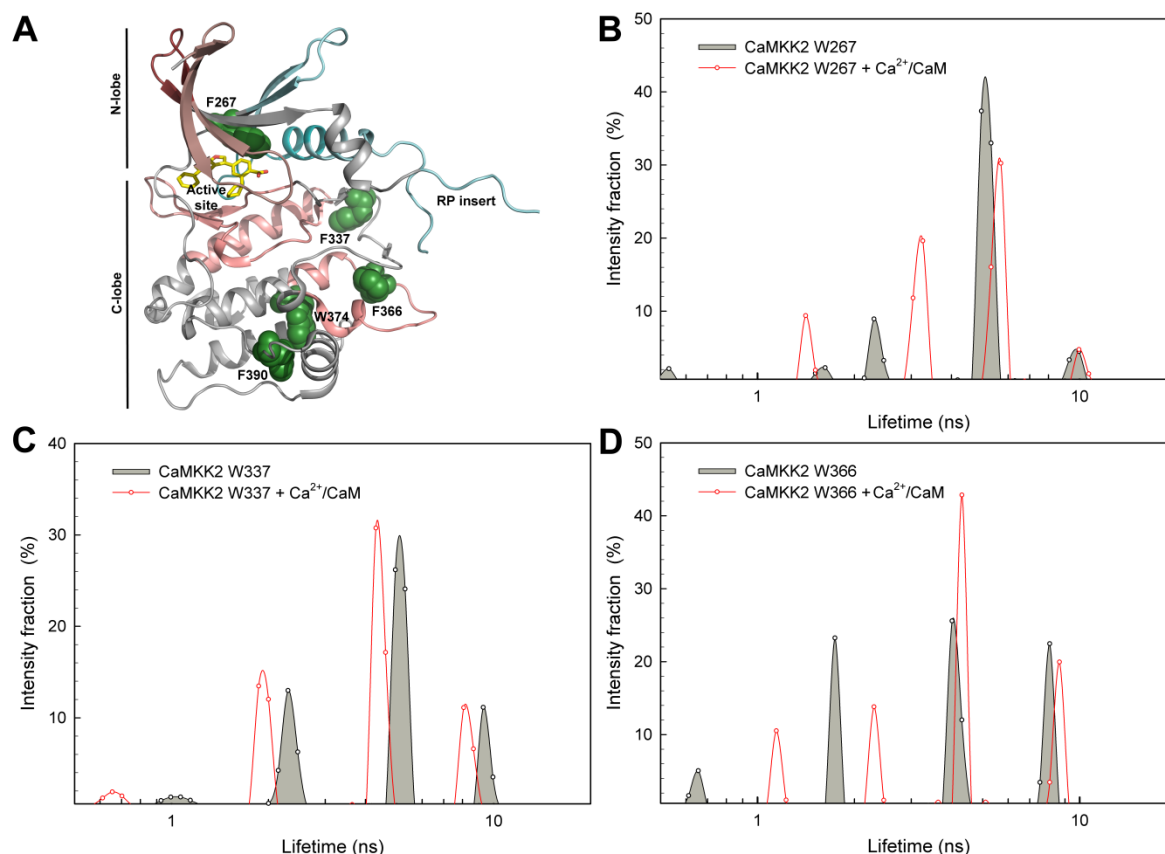 A
N-lobe
C-lobe
F267
Active
site
RP insert
F337
F366
W374
F390
B
Intensity fraction (%)
50
40
30
20
10
CaMKK2 W267
CaMKK2 W267 + Ca²⁺/CaM
1
10
Lifetime (ns)
C
Intensity fraction (%)
40
30
20
10
CaMKK2 W337
CaMKK2 W337 + Ca²⁺/CaM
1
10
Lifetime (ns)
D
Intensity fraction (%)
50
40
30
20
10
CaMKK2 W366
CaMKK2 W366 + Ca²⁺/CaM
1
10
Lifetime (ns)